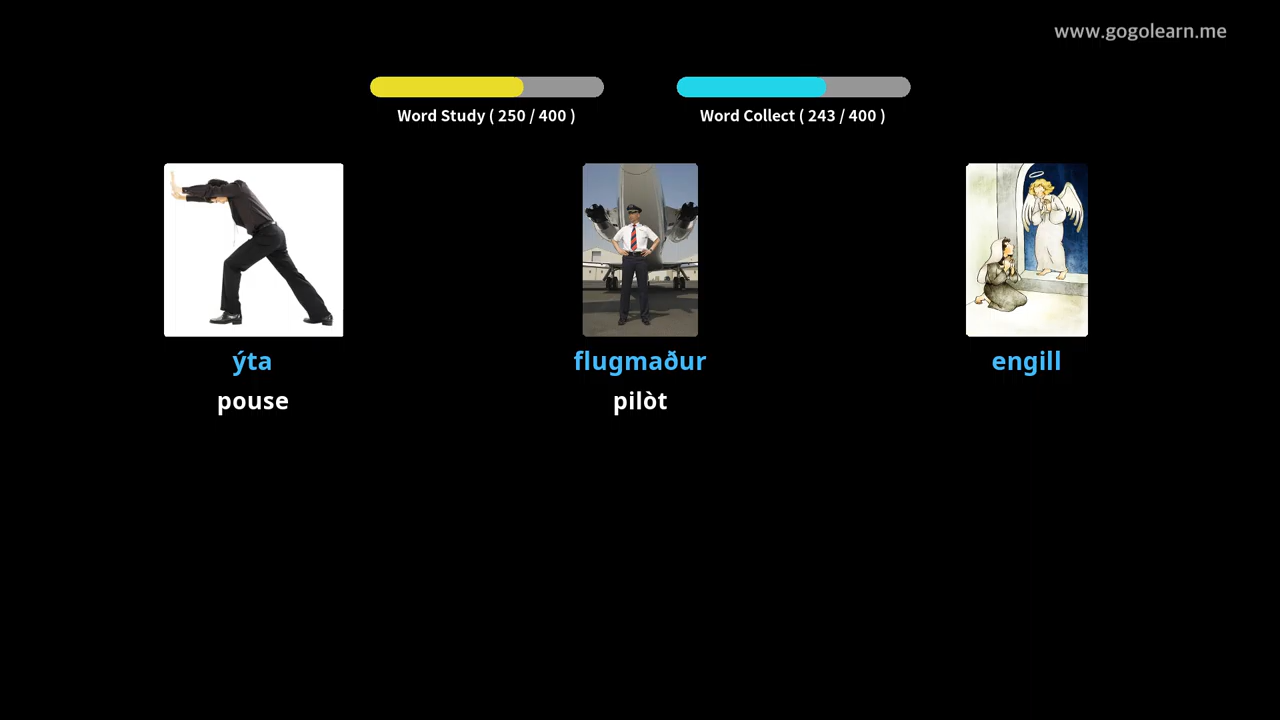 www.gogolearn.me
Word Study ( 250 / 400 )
Word Collect ( 243 / 400 )
ýta
flugmaður
engill
pouse
pilòt